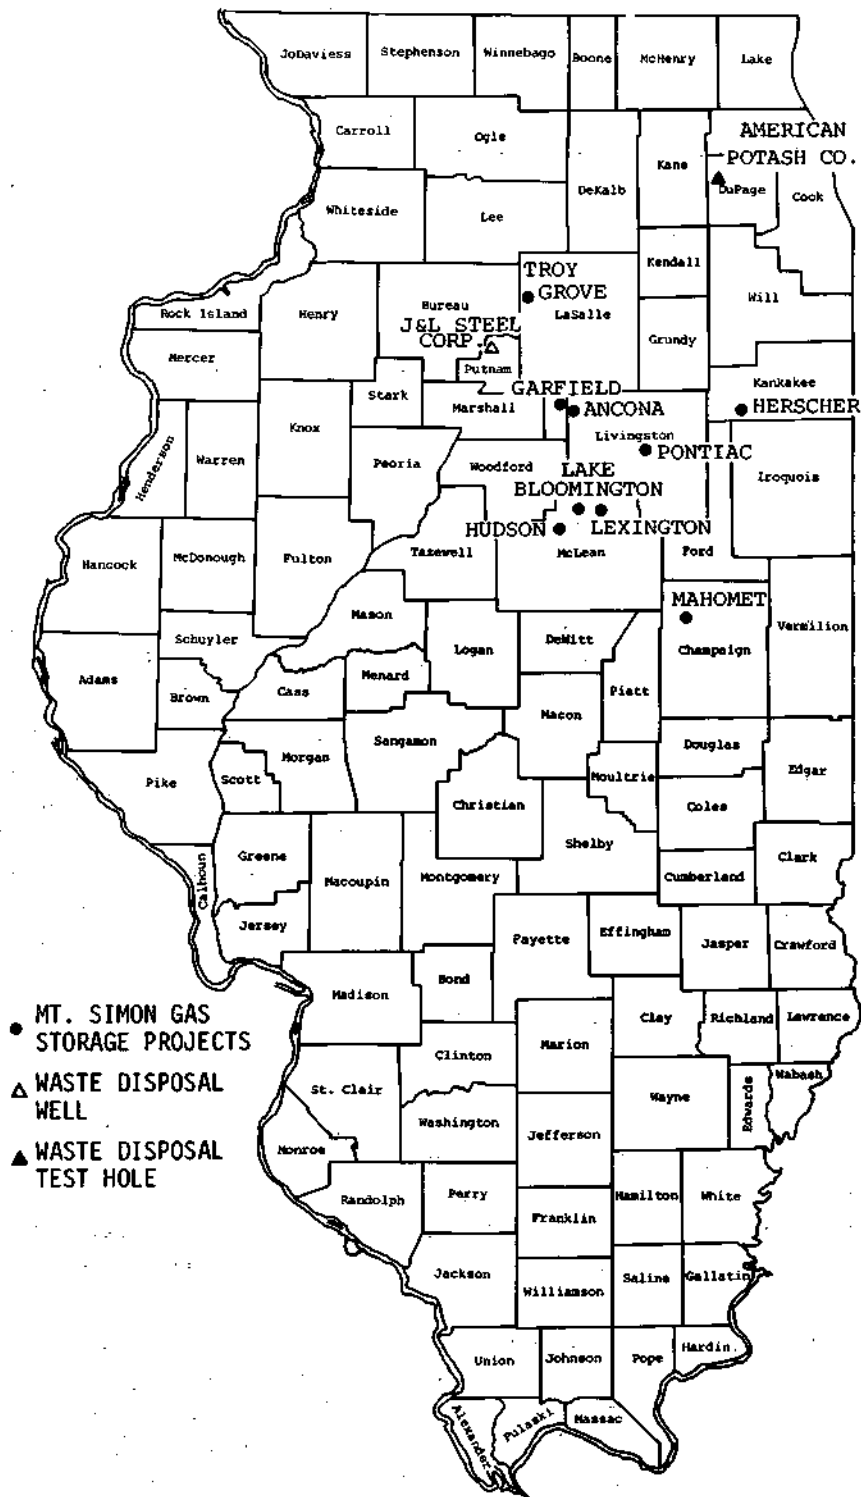 JoDaviess
Stephenson
Winnebago
Boone
McHenry
Lake
Carroll
Ogle
AMERICAN
POTASH CO.
Kane
DeKalb
DuPage
Cook
Whiteside
Lee
Kendall
TROY
GROVE
Will
Rock Island
Henry
Bureau
LaSalle
J&L STEEL
CORP.
Grundy
Mercer
Putnam
Kankakee
Stark
GARFIELD
Marshall
ANCONA
HERSCHER
Knox
Livingston
Henderson
Warren
Peoria
Woodford
PONTIAC
LAKE
BLOOMINGTON
Iroquois
HUDSON
LEXINGTON
Hancock
McDonough
Fulton
Tazewell
McLean
Ford
MAHOMET
Mason
Schuyler
Logan
DeWitt
Champaign
Vermilion
Adams
Brown
Cass
Menard
Piatt
Macon
Sangamon
Morgan
Scott
Pike
Douglas
Edgar
Moultrie
Christian
Coles
Shelby
Greene
Calhoun
Macoupin
Montgomery
Cumberland
Clark
Jersey
Fayette
Effingham
Jasper
Crawford
Madison
Bond
Clay
Richland
Lawrence
MT. SIMON GAS
STORAGE PROJECTS
Clinton
Marion
WASTE DISPOSAL
WELL
St. Clair
Washington
Wayne
Edwards
Wabash
WASTE DISPOSAL
TEST HOLE
Monroe
Jefferson
Randolph
Perry
Hamilton
White
Franklin
Jackson
Williamson
Saline
Gallatin
Union
Johnson
Pope
Hardin
Alexander
Pulaski
Massac